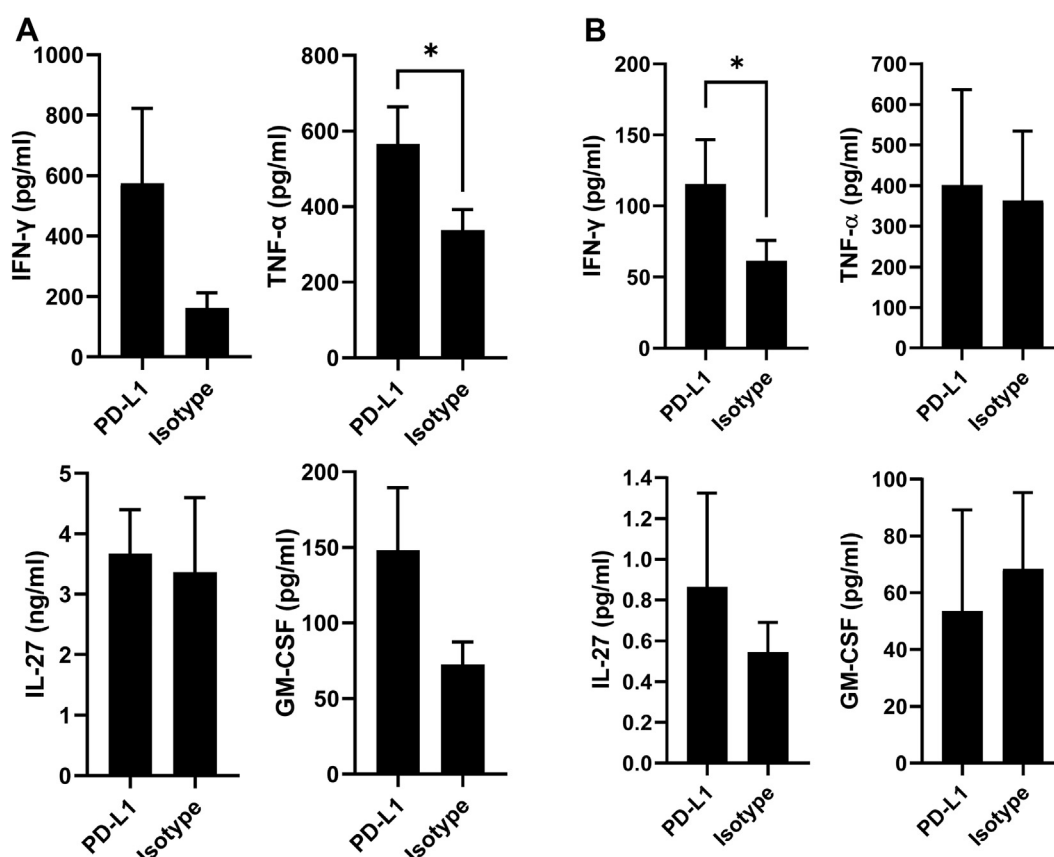 A
IFN-γ (pg/ml)
1000
800
600
400
200
0
PD-L1
Isotype
TNF-α (pg/ml)
800
600
400
200
0
*
PD-L1
Isotype
B
IFN-γ (pg/ml)
200
150
100
50
0
*
PD-L1
Isotype
TNF-α (pg/ml)
700
600
500
400
300
200
100
0
PD-L1
Isotype
IL-27 (ng/ml)
5
4
3
2
1
0
PD-L1
Isotype
GM-CSF (pg/ml)
200
150
100
50
0
PD-L1
Isotype
IL-27 (pg/ml)
1.4
1.2
1.0
0.8
0.6
0.4
0.2
0.0
PD-L1
Isotype
GM-CSF (pg/ml)
100
80
60
40
20
0
PD-L1
Isotype